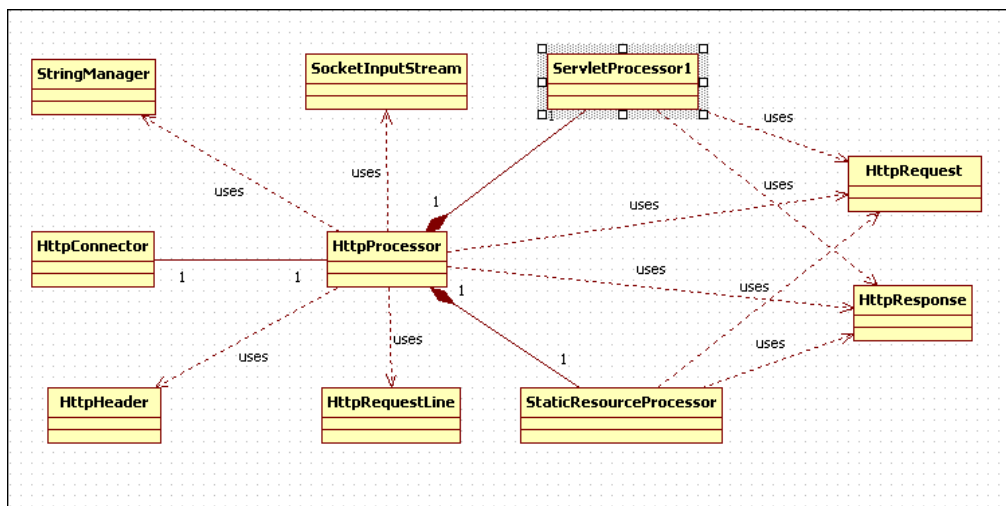 StringManager
SocketInputStream
ServletProcessor1
1
uses
HttpRequest
uses
uses
uses
1
uses
HttpConnector
HttpProcessor
1
1
uses
1
HttpResponse
uses
uses
uses
1
HttpHeader
HttpRequestLine
StaticResourceProcessor